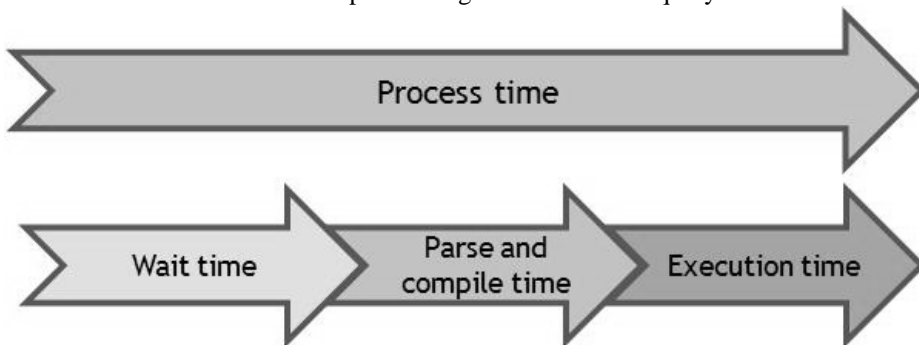 Process time
Wait time
Parse and
compile time
Execution time